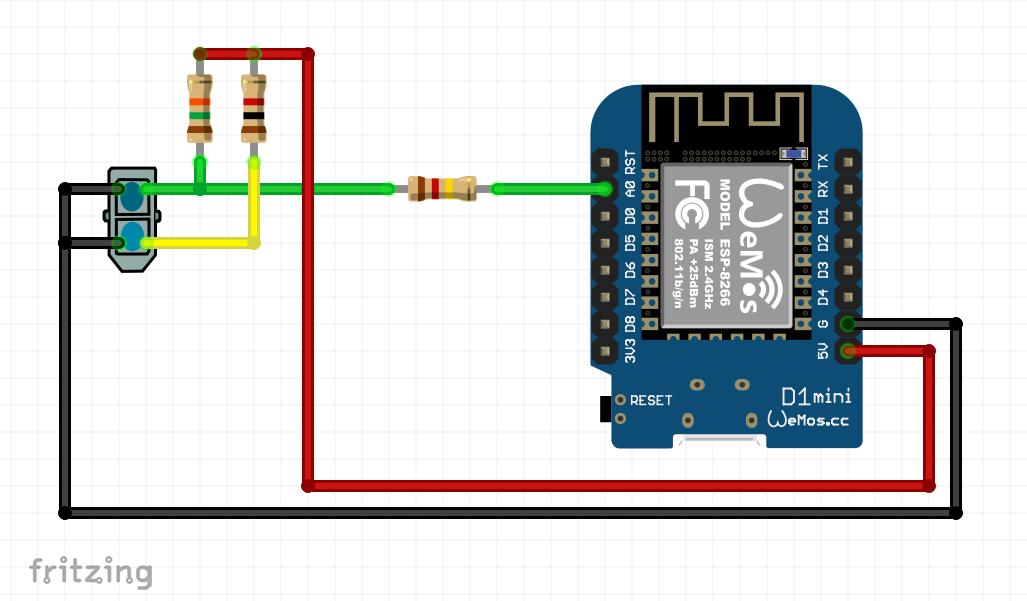 RST
A0
D0
D5
D6
D7
D8
3V3
TX
RX
D1
D2
D3
D4
G
5V
WeMos
MODEL ESP-8266
ISM 2.4GHz
PA +25dBm
802.11b/g/n
FC
RESET
D1mini
WeMos.cc
fritzing